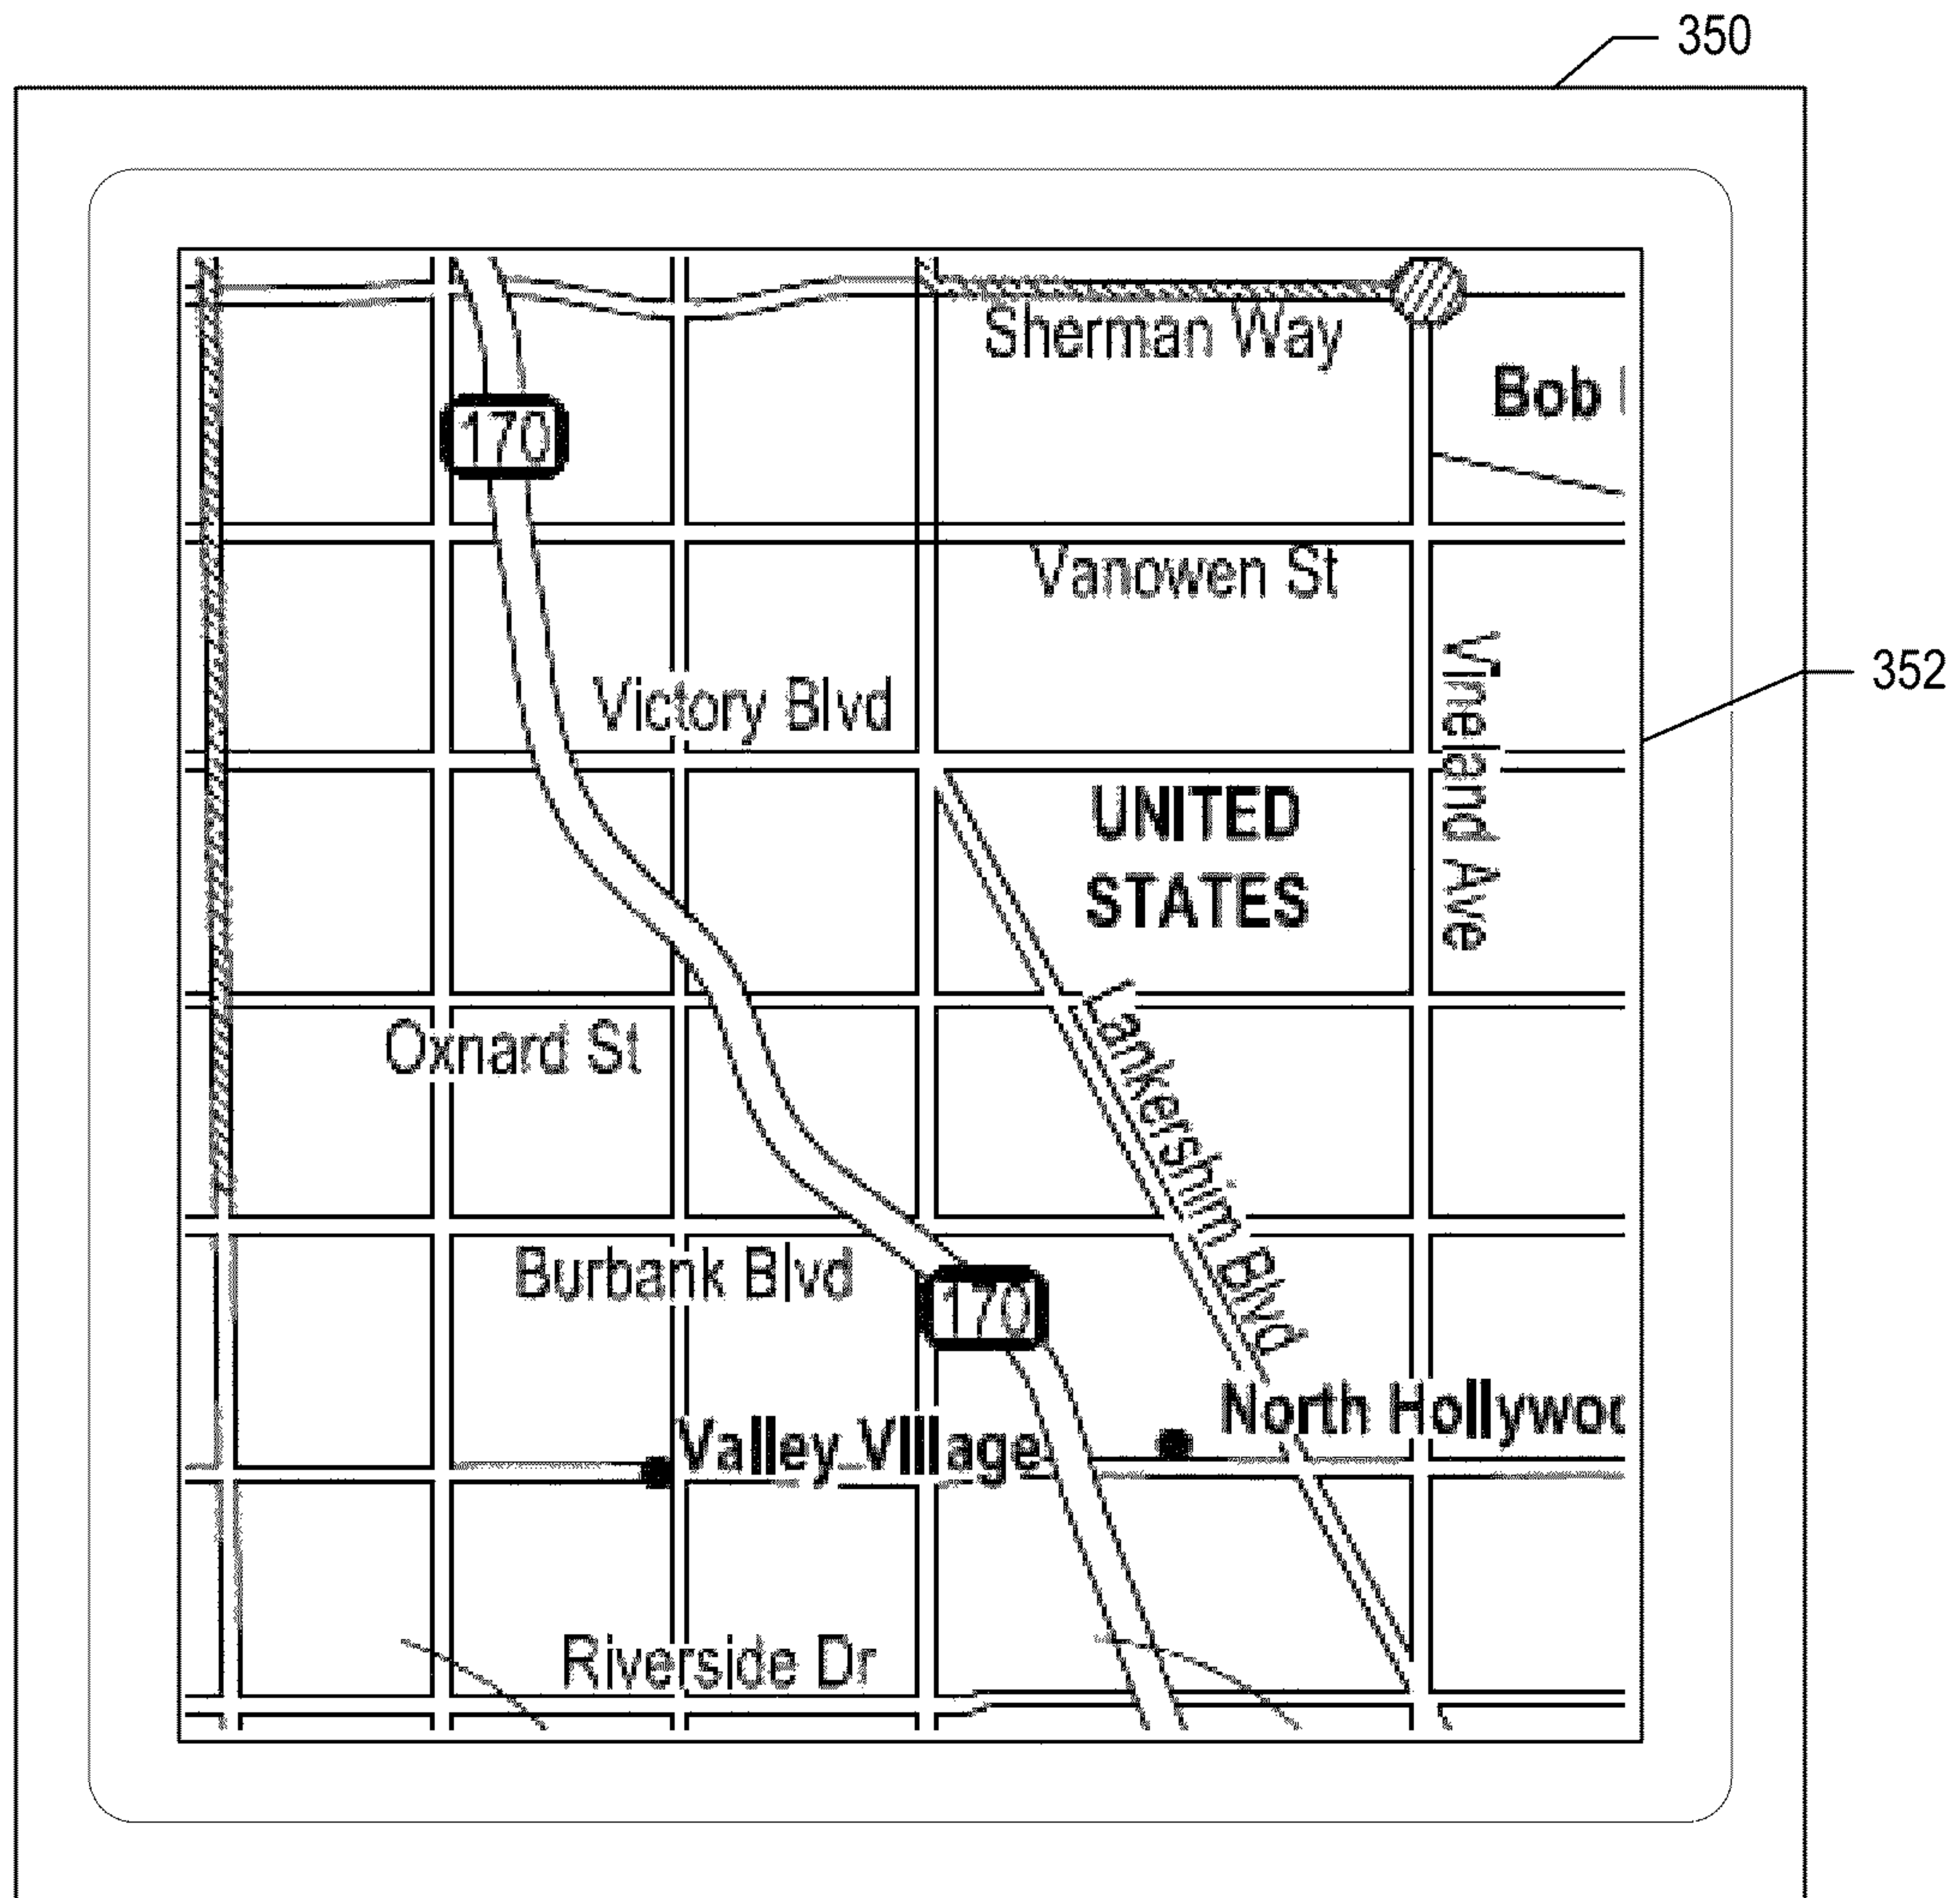 350
Sherman Way
Bob
170
Vanowen St
Victory Blvd
Vineland Ave
352
UNITED
STATES
Lankershim Blvd
Oxnard St
Burbank Blvd
170
North Hollywoo
Valley Village
Riverside Dr